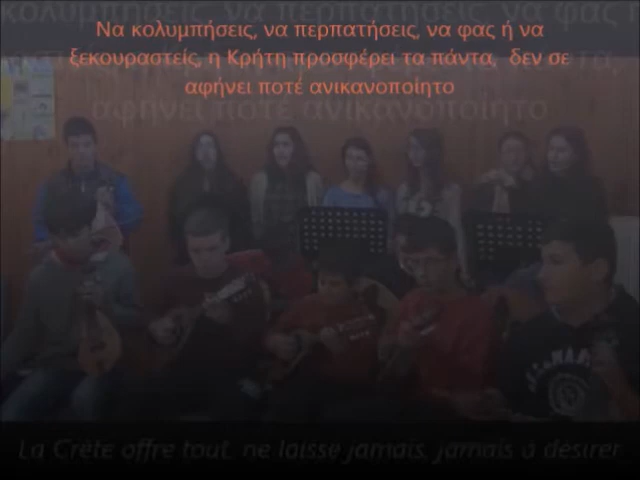 Να κολυμπήσεις, να περπατήσεις, να φας ή να
ξεκουραστείς, η Κρήτη προσφέρει τα πάντα, δεν σε
αφήνει ποτέ ανικανοποίητο
La Crète offre tout, ne laisse jamais, jamais à désirer